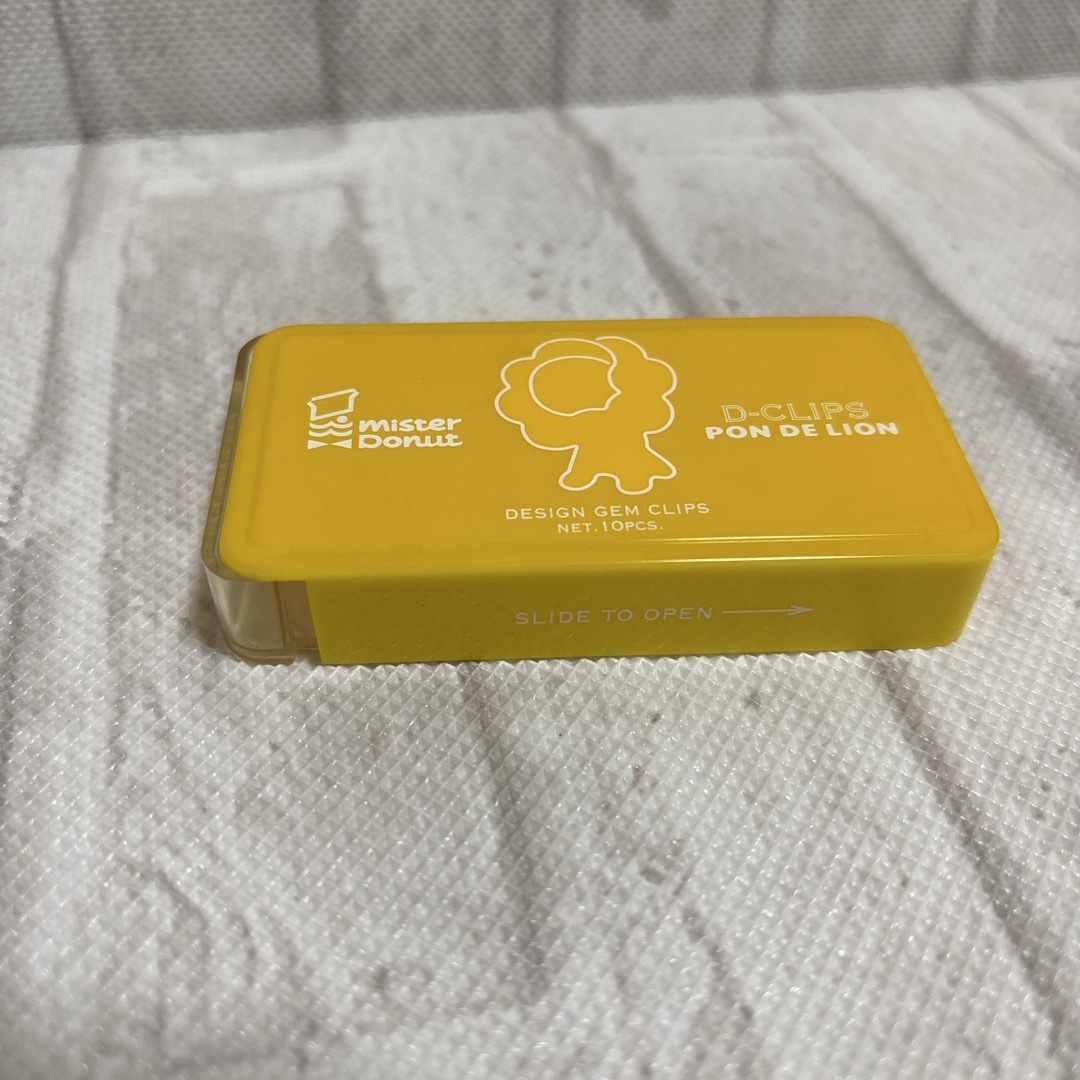 mister
Donut
D-CLIPS
PON DE LION
DESIGN GEM CLIPS
NET.10PCS.
SLIDE TO OPEN